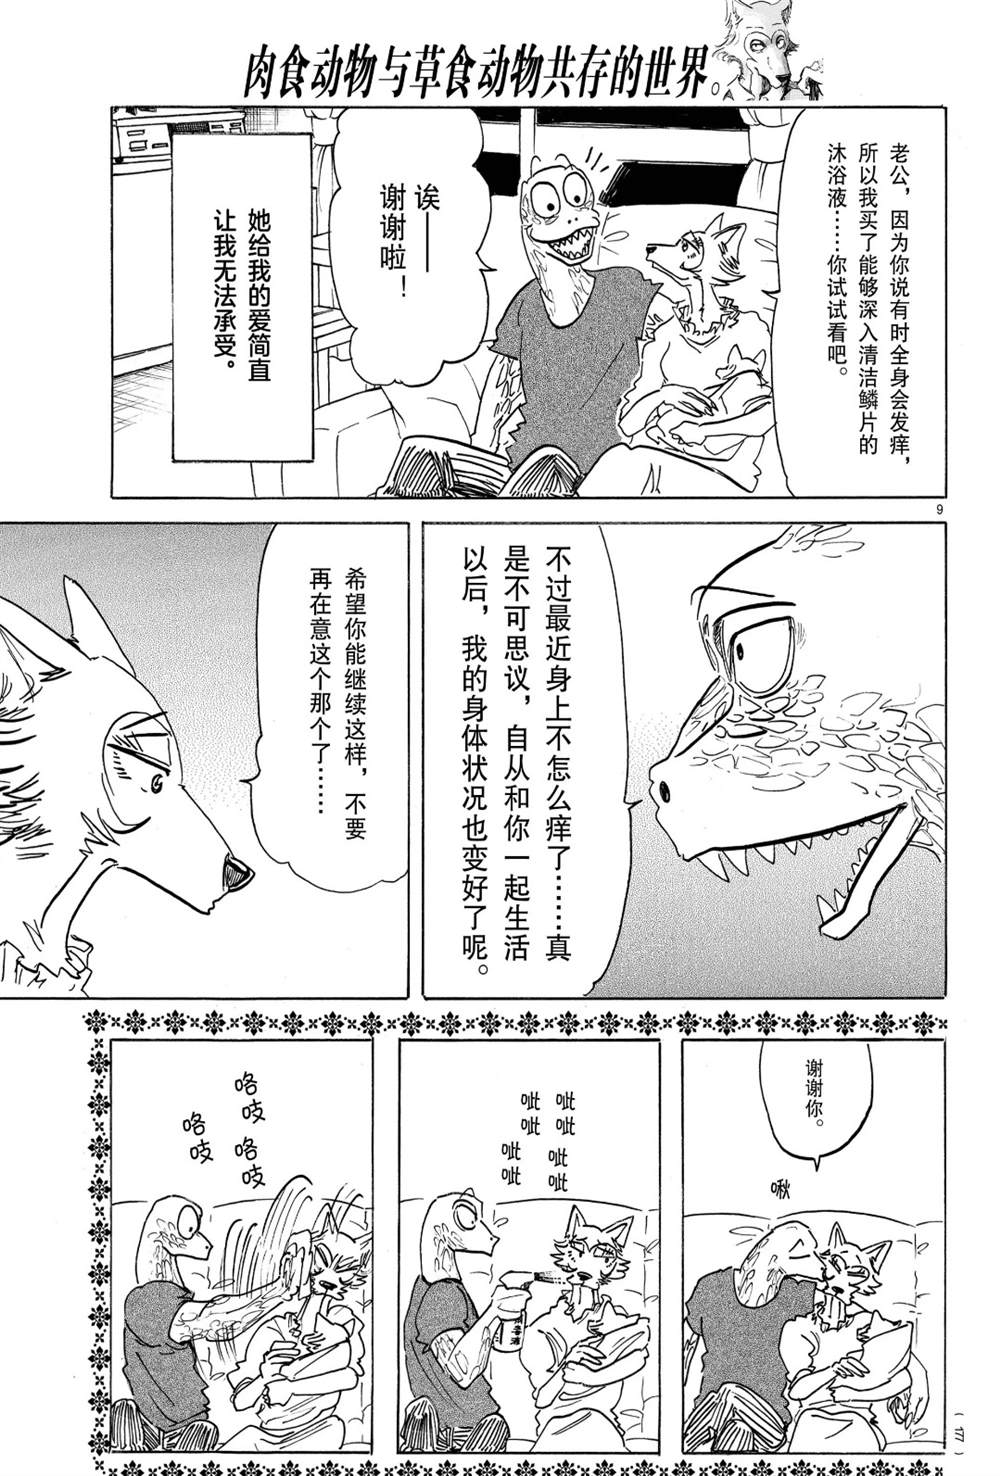 肉食动物与草食动物共存的世界。
老公，因为你说有时全身会发痒，
所以我买了能够深入清洁鳞片的
沐浴液……你试试看吧。
诶——
谢谢啦！
她给我的爱简直
让我无法承受。
9
不过最近身上不怎么痒了……真
是不可思议，自从和你一起生活
以后，我的身体状况也变好了呢。
希望你能继续这样，不要
再在意这个那个了……
谢谢你。
啾
呲呲
呲呲
呲呲
呲呲
消毒液
咯吱
咯吱
咯吱
（177）